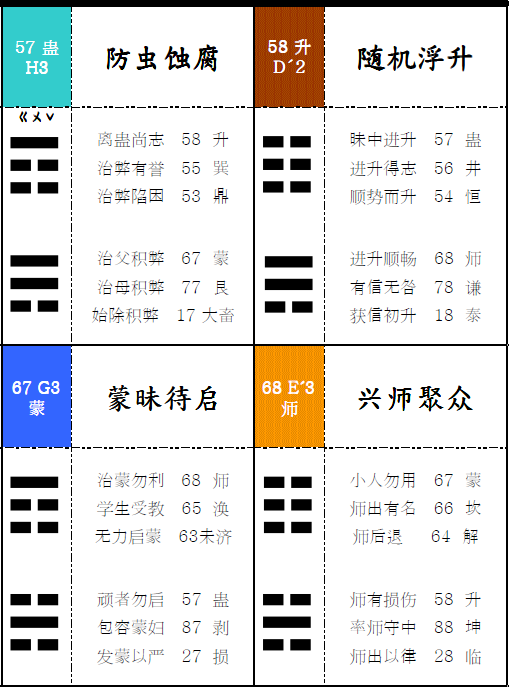 57 蛊
H3
防虫蚀腐
ㄍㄨˇ
离蛊尚志 58 升
治弊有誉 55 巽
治弊陷困 53 鼎
治父积弊 67 蒙
治母积弊 77 艮
始除积弊 17 大畜
58 升
D´2
随机浮升
昧中进升 57 蛊
进升得志 56 井
顺势而升 54 恒
进升顺畅 68 师
有信无咎 78 谦
获信初升 18 泰
67 G3
蒙
蒙昧待启
治蒙勿利 68 师
学生受教 65 涣
无力启蒙 63未济
顽者勿启 57 蛊
包容蒙妇 87 剥
发蒙以严 27 损
68 E´3
师
兴师聚众
小人勿用 67 蒙
师出有名 66 坎
师后退 64 解
师有损伤 58 升
率师守中 88 坤
师出以律 28 临